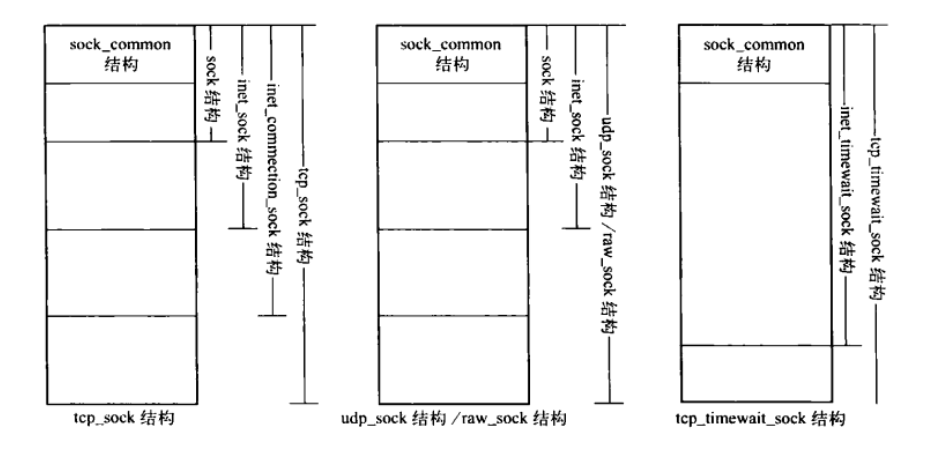 sock_common
结构
sock 结构
inet_sock 结构
inet_commection_sock 结构
tcp_sock 结构
tcp_sock 结构
sock_common
结构
sock 结构
inet_sock 结构
udp_sock 结构 /raw_sock 结构
udp_sock 结构 /raw_sock 结构
sock_common
结构
inet_timewait_sock 结构
tcp_timewait_sock 结构
tcp_timewait_sock 结构